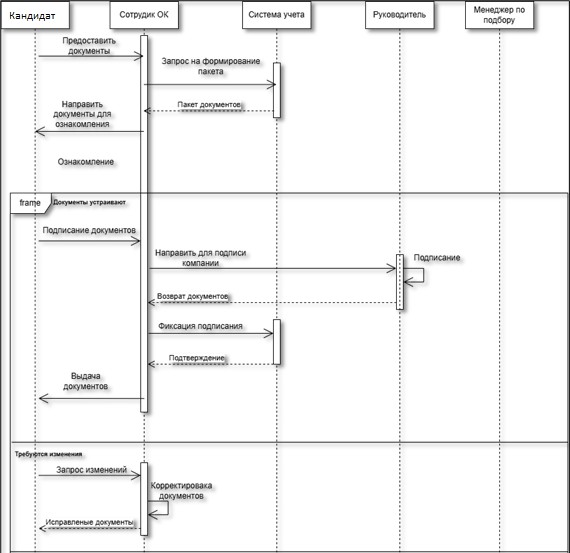 Кандидат
Сотрудик ОК
Система учета
Руководитель
Менеджер по
подбору
Предоставить
документы
Запрос на формирование
пакета
Пакет документов
Направить
документы для
ознакомления
Ознакомление
frame
Документы устраивают
Подписание документов
Направить для подписи
компании
Подписание
Возврат документов
Фиксация подписания
Подтверждение
Выдача
документов
Требуются изменения
Запрос изменений
Корректировака
документов
Исправленые документы